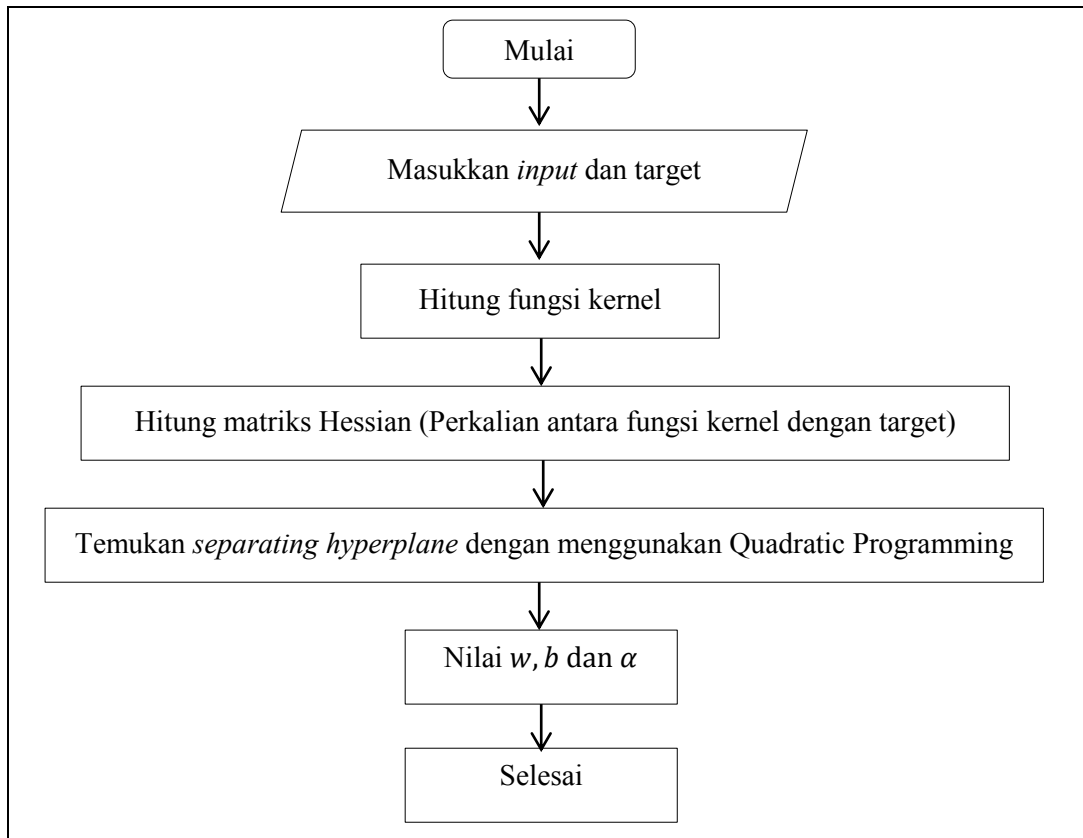 Mulai
Masukkan input dan target
Hitung fungsi kernel
Hitung matriks Hessian (Perkalian antara fungsi kernel dengan target)
Temukan separating hyperplane dengan menggunakan Quadratic Programming
Nilai 𝑤, 𝑏 dan 𝛼
Selesai